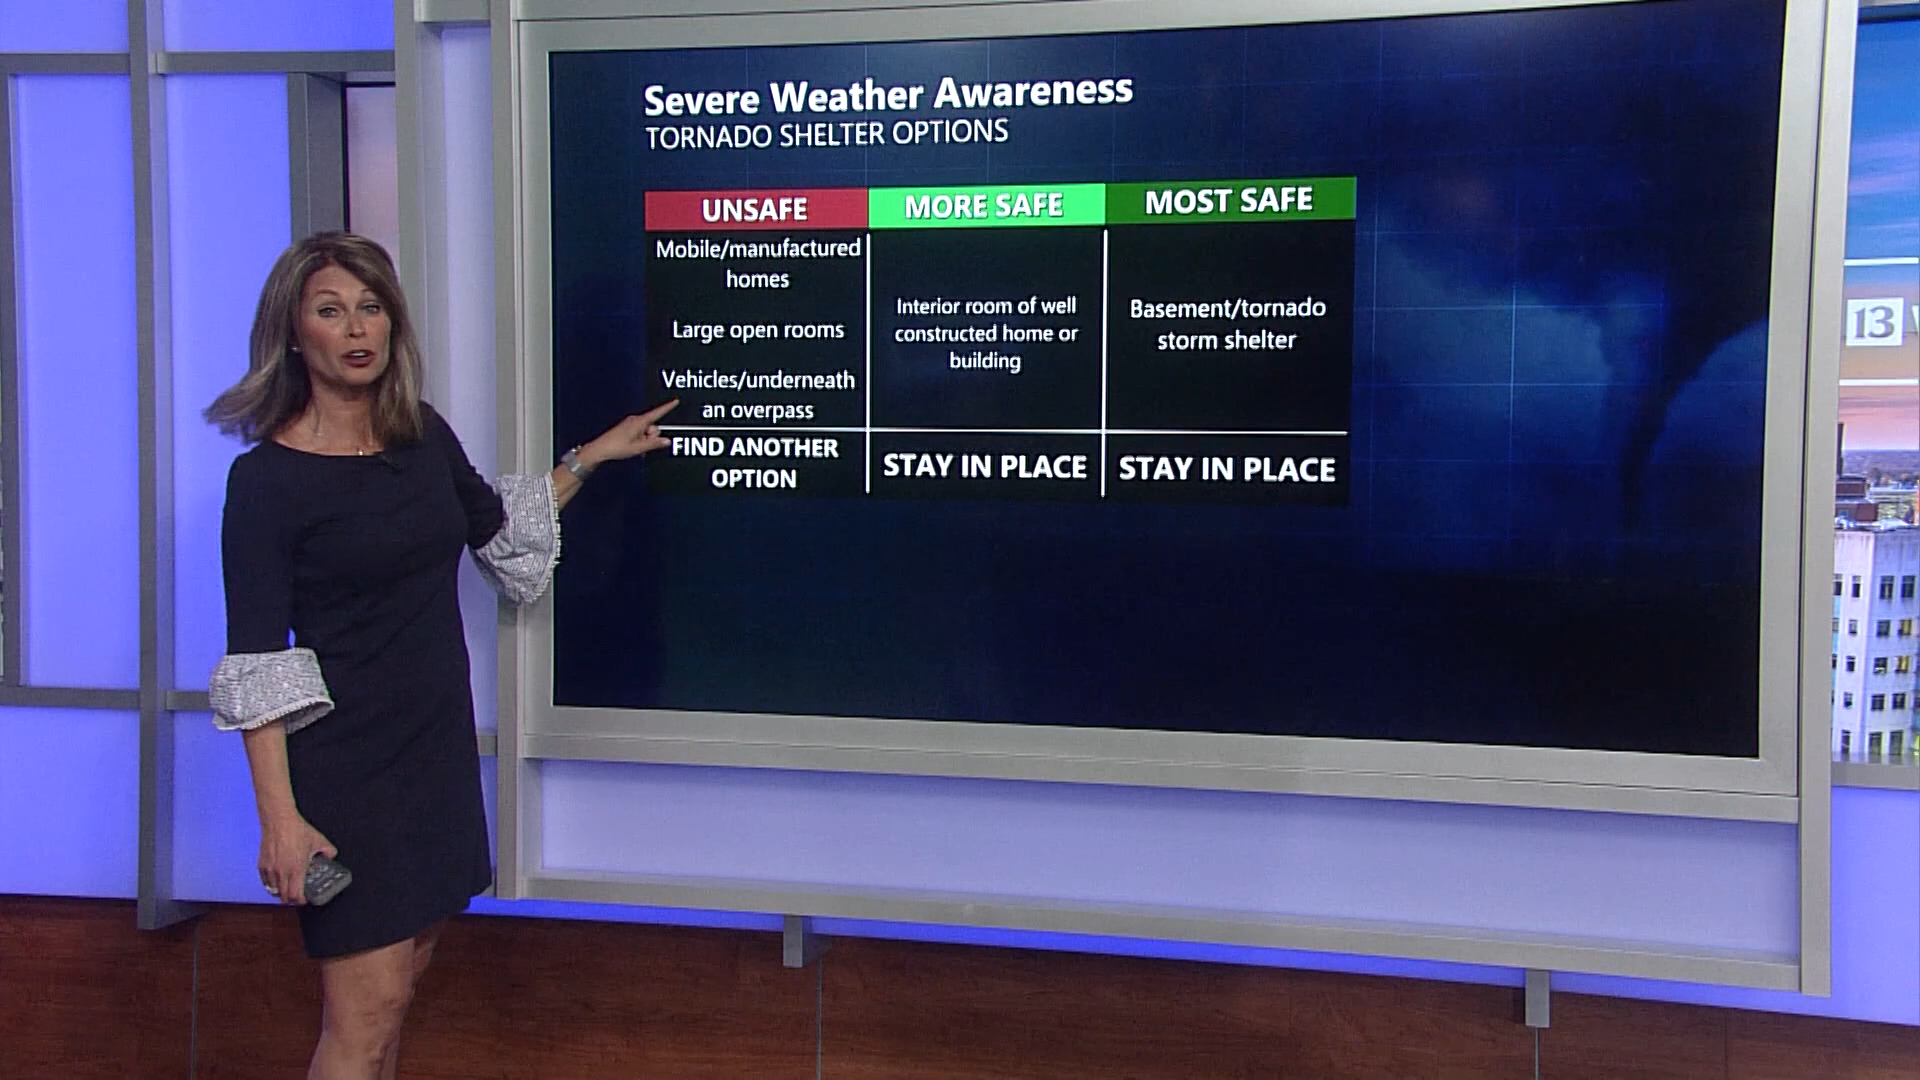 Severe Weather Awareness
TORNADO SHELTER OPTIONS
UNSAFE
Mobile/manufactured
homes
Large open rooms
Vehicles/underneath
an overpass
FIND ANOTHER
OPTION
MORE SAFE
Interior room of well
constructed home or
building
STAY IN PLACE
MOST SAFE
Basement/tornado
storm shelter
STAY IN PLACE
13